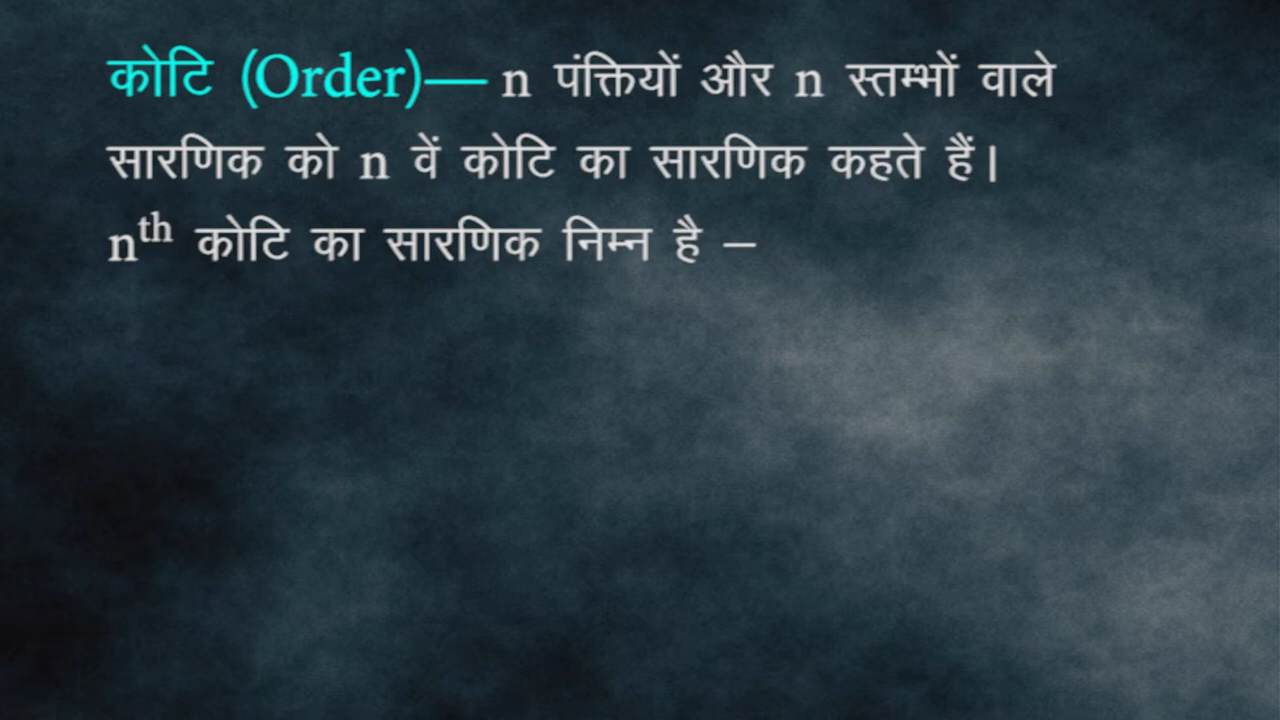 कोटि (Order)— n पंक्तियों और n स्तम्भों वाले
सारणिक को n वें कोटि का सारणिक कहते हैं।
nᵗʰ कोटि का सारणिक निम्न है –